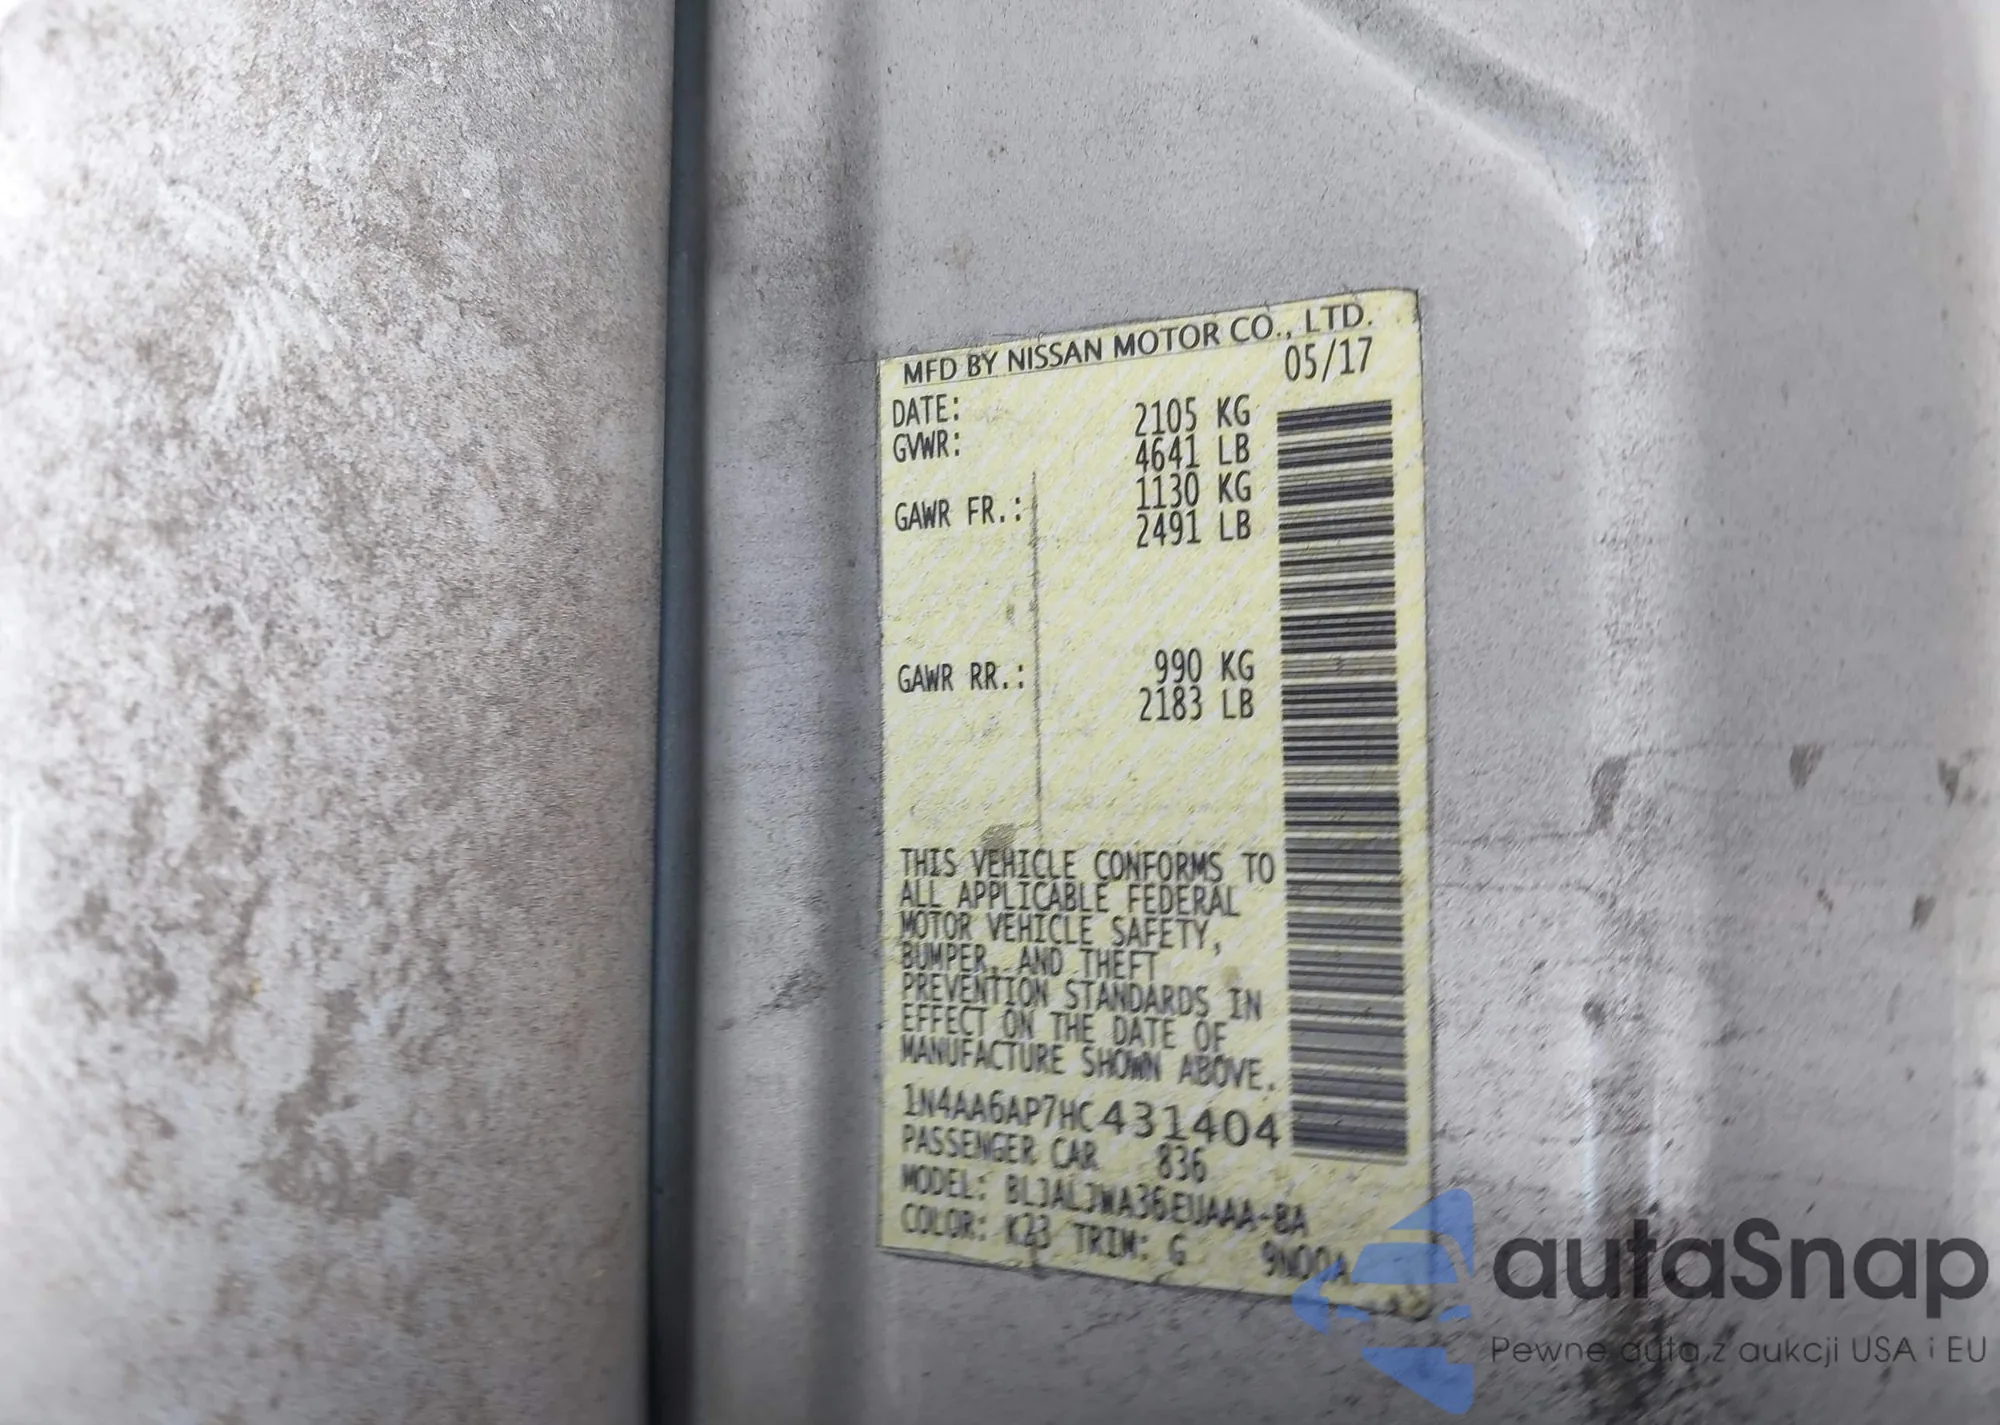 MFD BY NISSAN MOTOR CO., LTD.
DATE: 05/17
GVWR: 2105 KG
4641 LB
GAWR FR.: 1130 KG
2491 LB
GAWR RR.: 990 KG
2183 LB
THIS VEHICLE CONFORMS TO
ALL APPLICABLE FEDERAL
MOTOR VEHICLE SAFETY,
BUMPER, AND THEFT
PREVENTION STANDARDS IN
EFFECT ON THE DATE OF
MANUFACTURE SHOWN ABOVE.
1N4AA6AP7HC431404
PASSENGER CAR 836
MODEL: BLJALJWA36EUAAA-BA
COLOR: K23 TRIM: G 9N00A
autaSnap
Pewne auta z aukcji USA i EU